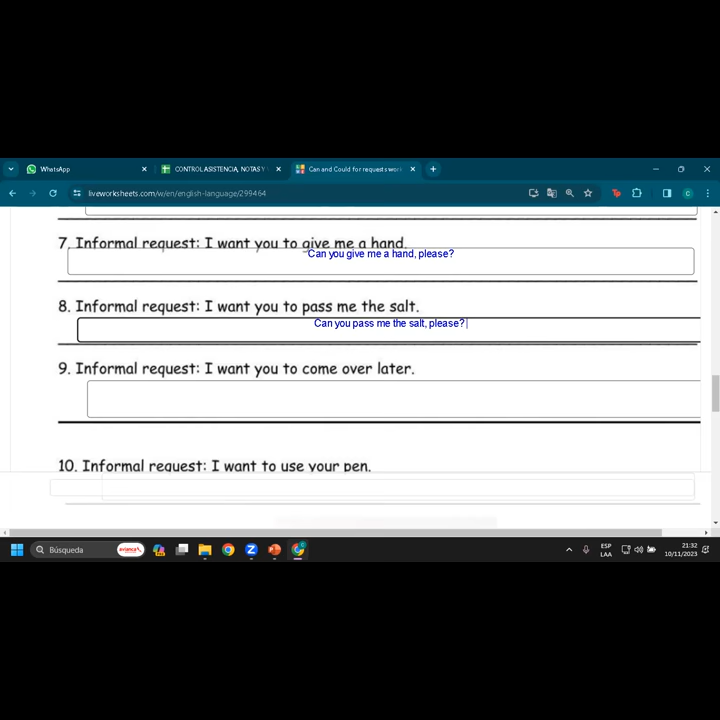 WhatsApp
CONTROL ASISTENCIA, NOTAS Y
Can and Could for requests work
liveworksheets.com/w/en/english-language/299464
7. Informal request: I want you to give me a hand.
Can you give me a hand, please?
8. Informal request: I want you to pass me the salt.
Can you pass me the salt, please?
9. Informal request: I want you to come over later.
10. Informal request: I want to use your pen.
Búsqueda
avianca
ESP
LAA
21:32
10/11/2023